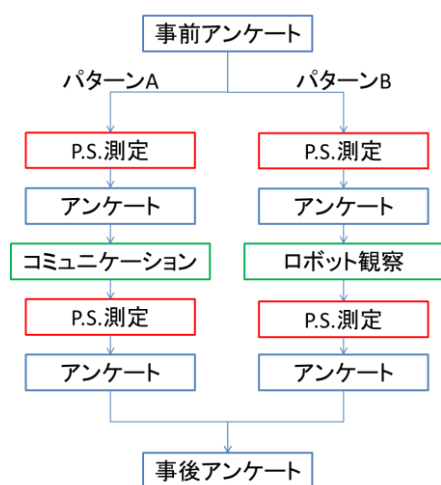 事前アンケート
パターンA
パターンB
P.S.測定
P.S.測定
アンケート
アンケート
コミュニケーション
ロボット観察
P.S.測定
P.S.測定
アンケート
アンケート
事後アンケート